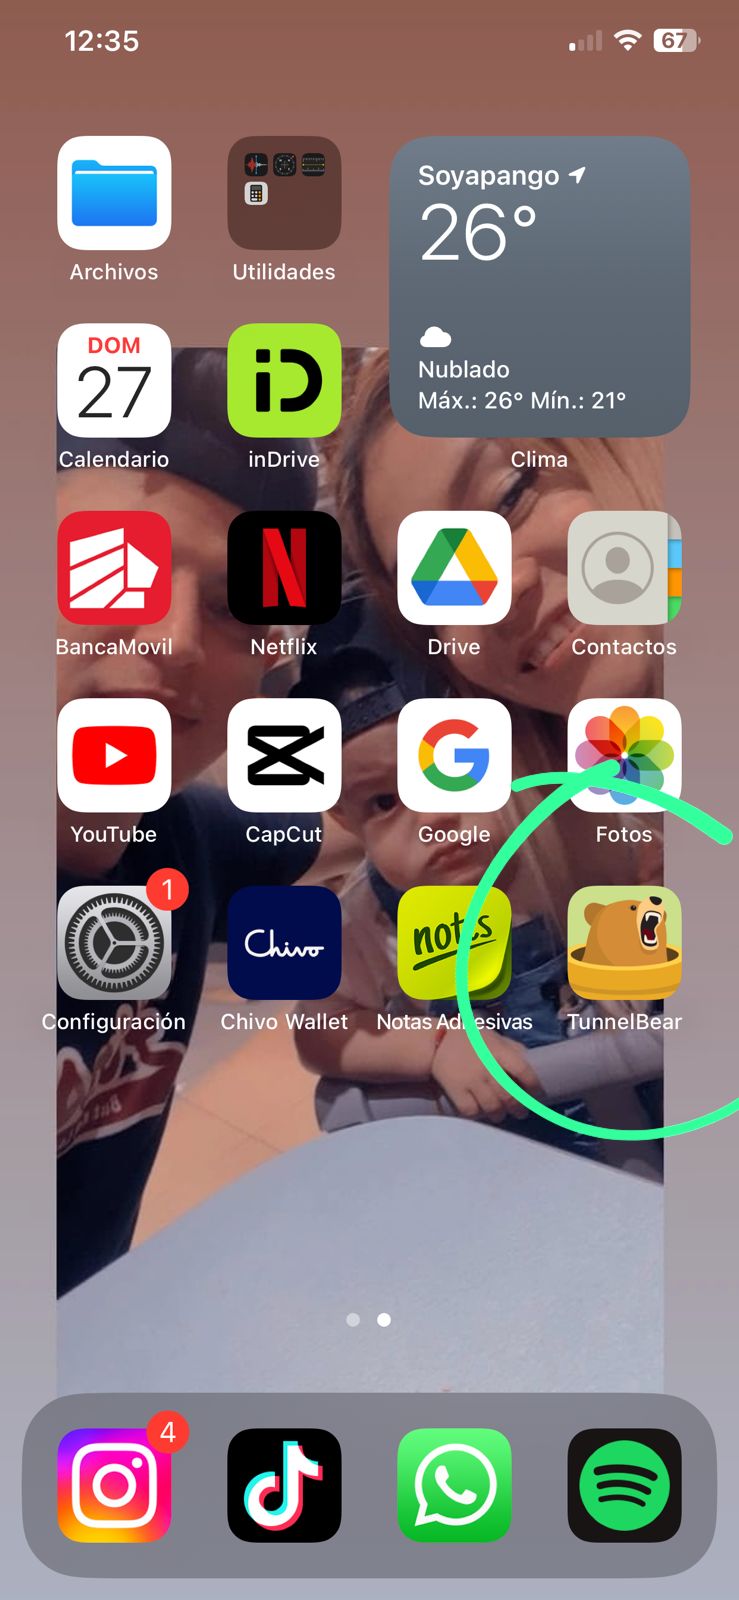 12:35
67
Archivos
Utilidades
Soyapango
26°
Nublado
Máx.: 26° Mín.: 21°
Clima
DOM
27
Calendario
iD
inDrive
BancaMovil
N
Netflix
Drive
Contactos
YouTube
CapCut
G
Google
Fotos
1
Configuración
Chivo
Chivo Wallet
notes
Notas Adhesivas
TunnelBear
4